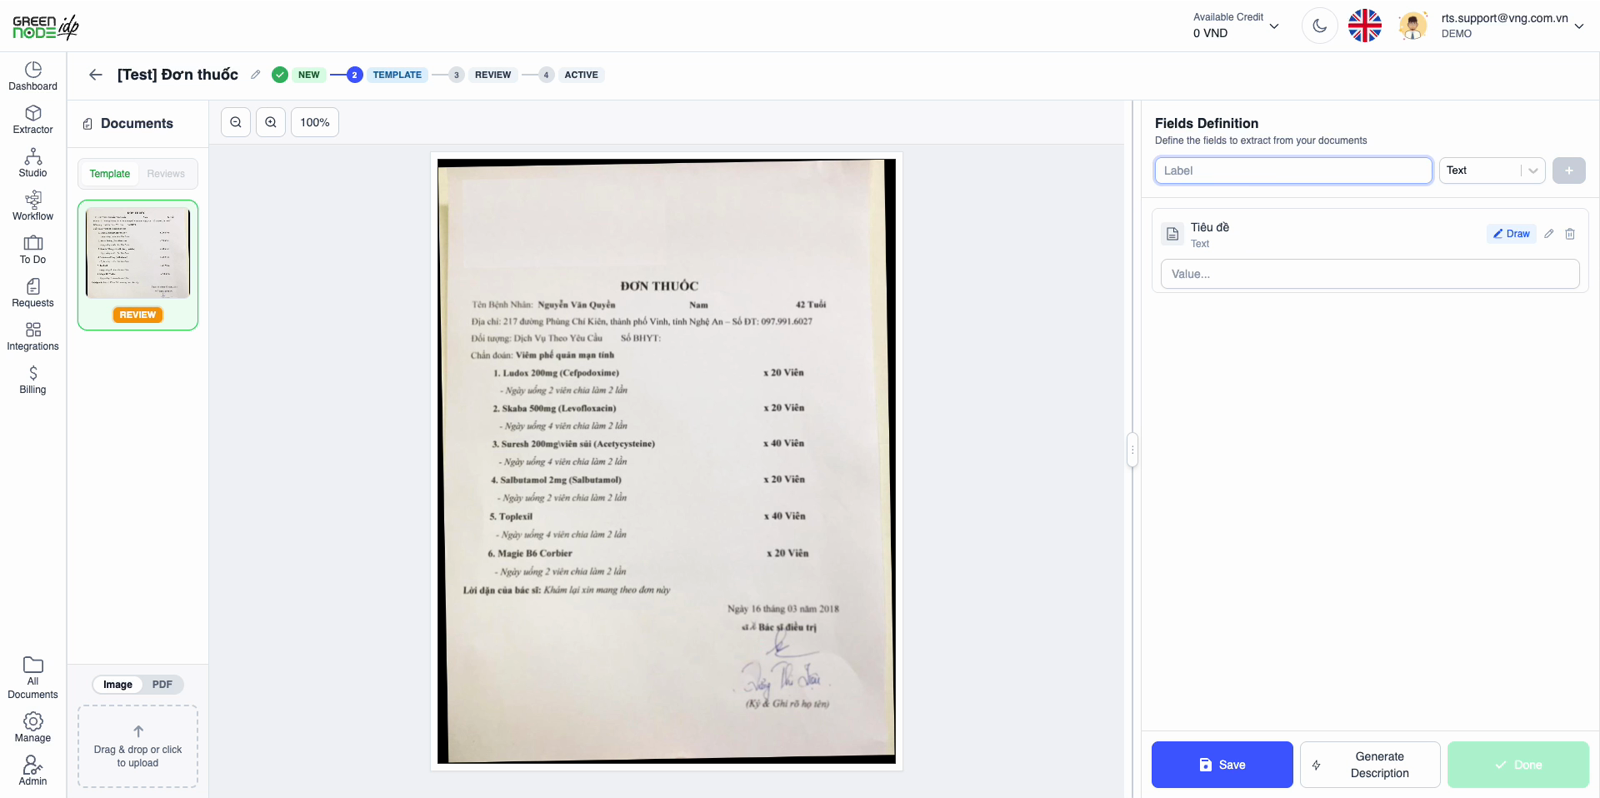 GREEN NODE idp
Available Credit
0 VND
rts.support@vng.com.vn
DEMO
Dashboard
Extractor
Studio
Workflow
To Do
Requests
Integrations
Billing
All Documents
Manage
Admin
[Test] Đơn thuốc
NEW
2 TEMPLATE
3 REVIEW
4 ACTIVE
Documents
Template Reviews
REVIEW
Image PDF
Drag & drop or click
to upload
100%
ĐƠN THUỐC
Tên Bệnh Nhân: Nguyễn Văn Quyền Nam 42 Tuổi
Địa chỉ: 217 đường Phùng Chí Kiên, thành phố Vinh, tỉnh Nghệ An – Số ĐT: 097.991.6027
Đối tượng: Dịch Vụ Theo Yêu Cầu Số BHYT:
Chẩn đoán: Viêm phế quản mạn tính
1. Ludox 200mg (Cefpodoxime) x 20 Viên
- Ngày uống 2 viên chia làm 2 lần
2. Skaba 500mg (Levofloxacin) x 20 Viên
- Ngày uống 4 viên chia làm 2 lần
3. Suresh 200mg\viên sủi (Acetycysteine) x 40 Viên
- Ngày uống 4 viên chia làm 2 lần
4. Salbutamol 2mg (Salbutamol) x 20 Viên
- Ngày uống 2 viên chia làm 2 lần
5. Toplexil x 40 Viên
- Ngày uống 4 viên chia làm 2 lần
6. Magie B6 Corbier x 20 Viên
- Ngày uống 2 viên chia làm 2 lần
Lời dặn của bác sĩ: Khám lại xin mang theo đơn này
Ngày 16 tháng 03 năm 2018
Bác sĩ điều trị
(Ký & Ghi rõ họ tên)
Fields Definition
Define the fields to extract from your documents
Label Text +
Tiêu đề
Text
Draw
Value...
Save
Generate
Description
Done